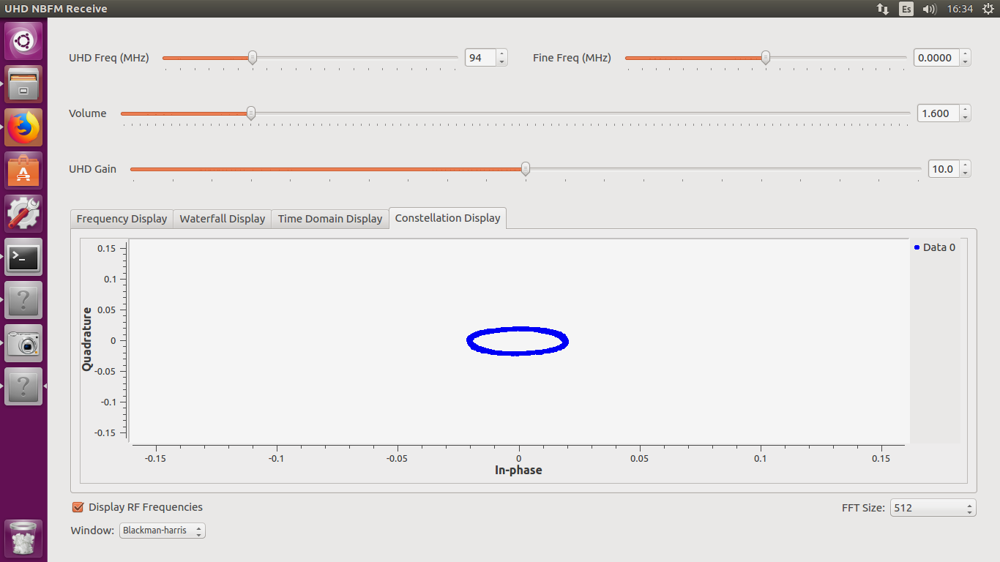 UHD NBFM Receive
Es
16:34
UHD Freq (MHz)
94
Fine Freq (MHz)
0.0000
Volume
1.600
UHD Gain
10.0
Frequency Display
Waterfall Display
Time Domain Display
Constellation Display
Quadrature
0.15
0.1
0.05
0
-0.05
-0.1
-0.15
Data 0
-0.15
-0.1
-0.05
0
0.05
0.1
0.15
In-phase
Display RF Frequencies
FFT Size:
512
Window:
Blackman-harris